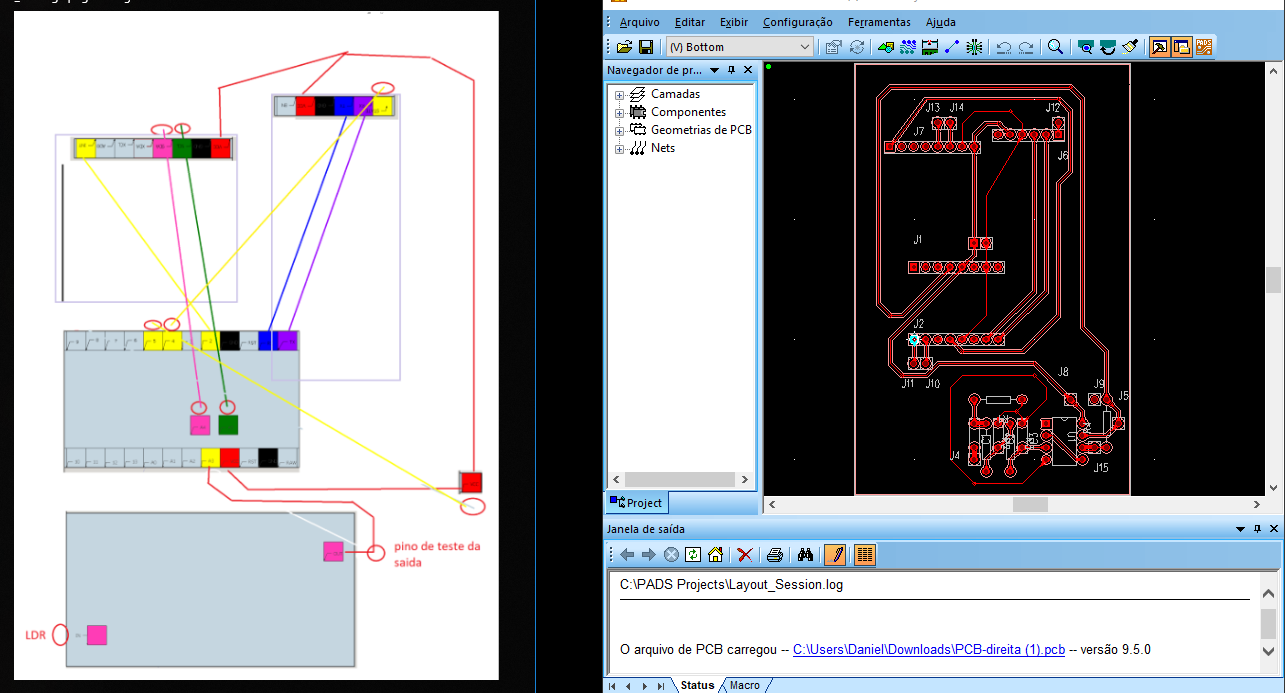 pino de teste da
saida
LDR
Arquivo Editar Exibir Configuração Ferramentas Ajuda
(V) Bottom
Navegador de pr...
Camadas
Componentes
Geometrias de PCB
Nets
Project
J13 J14
J12
J7
J6
J1
J2
J11 J10
J8
J9
J5
J4
J15
Janela de saída
C:\PADS Projects\Layout_Session.log
O arquivo de PCB carregou -- C:\Users\Daniel\Downloads\PCB-direita (1).pcb -- versão 9.5.0
Status Macro